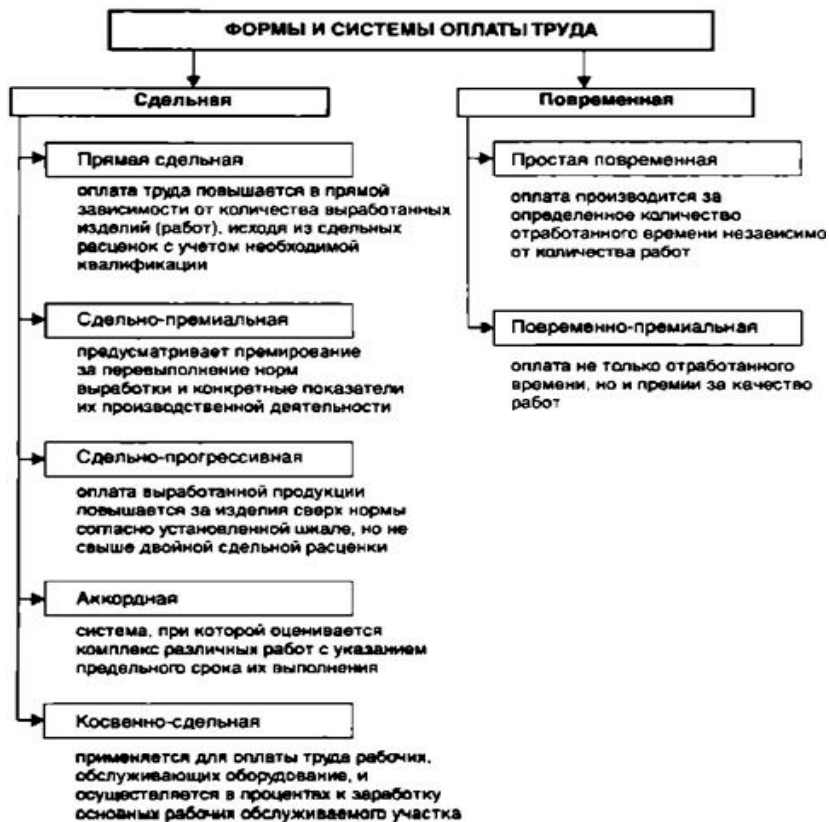 ФОРМЫ И СИСТЕМЫ ОПЛАТЫ ТРУДА
Сдельная
Прямая сдельная
оплата труда повышается в прямой
зависимости от количества выработанных
изделий (работ), исходя из сдельных
расценок с учетом необходимой
квалификации
Сдельно-премиальная
предусматривает премирование
за перевыполнение норм
выработки и конкретные показатели
их производственной деятельности
Сдельно-прогрессивная
оплата выработанной продукции
повышается за изделия сверх нормы
согласно установленной шкале, но не
свыше двойной сдельной расценки
Аккордная
система, при которой оценивается
комплекс различных работ с указанием
предельного срока их выполнения
Косвенно-сдельная
применяется для оплаты труда рабочих,
обслуживающих оборудование, и
осуществляется в процентах к заработку
основных рабочих обслуживаемого участка
Повременная
Простая повременная
оплата производится за
определенное количество
отработанного времени независимо
от количества работ
Повременно-премиальная
оплата не только отработанного
времени, но и премии за качество
работ